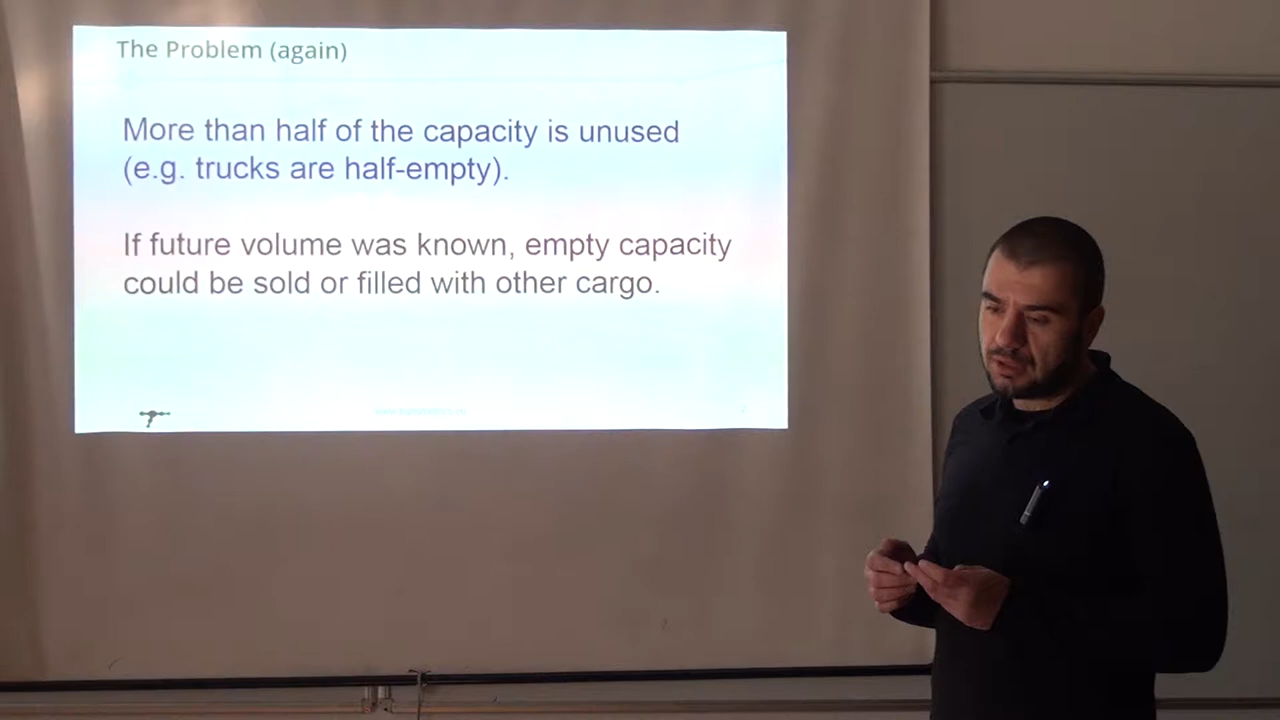 The Problem (again)
More than half of the capacity is unused
(e.g. trucks are half-empty).
If future volume was known, empty capacity
could be sold or filled with other cargo.